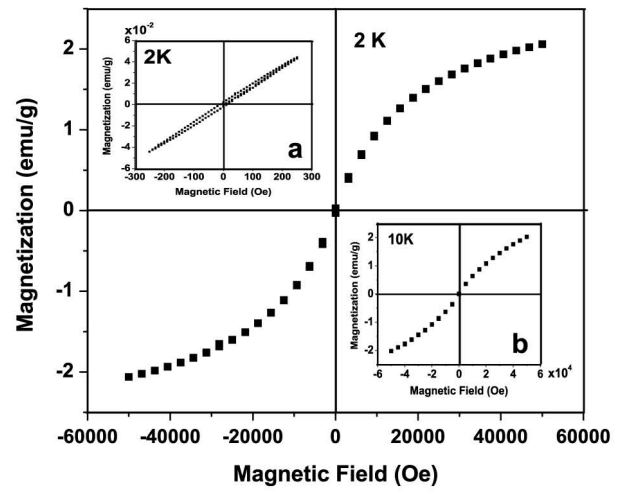 2 K
2
1
0
-1
-2
-60000 -40000 -20000 0 20000 40000 60000
Magnetization (emu/g)
Magnetic Field (Oe)
x10-2
2K
6
4
2
0
-2
-4
-6
-300 -200 -100 0 100 200 300
Magnetization (emu/g)
Magnetic Field (Oe)
a
10K
2
1
0
-1
-2
-6 -4 -2 0 2 4 6 x10⁴
Magnetization (emu/g)
Magnetic Field (Oe)
b